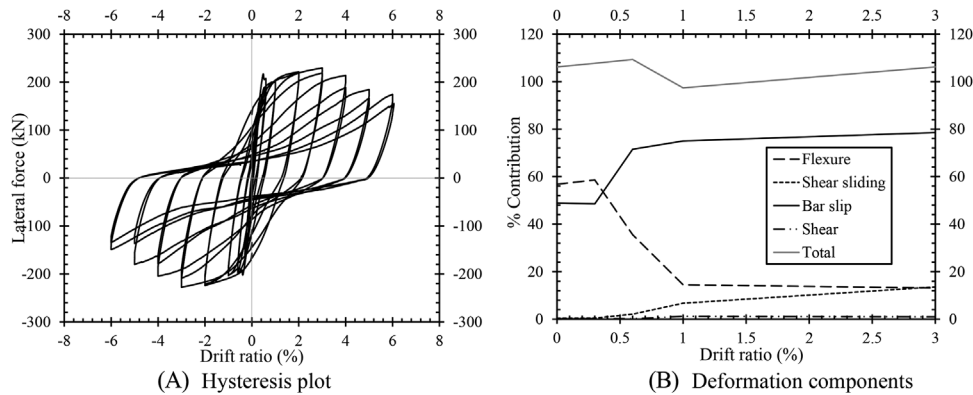 -8 -6 -4 -2 0 2 4 6 8
300 300
200 200
100 100
0 0
-100 -100
-200 -200
-300 -300
-8 -6 -4 -2 0 2 4 6 8
Lateral force (kN)
Drift ratio (%)
(A) Hysteresis plot
0 0.5 1 1.5 2 2.5 3
120 120
100 100
80 80
60 60
40 40
20 20
0 0
0 0.5 1 1.5 2 2.5 3
% Contribution
Flexure
Shear sliding
Bar slip
Shear
Total
Drift ratio (%)
(B) Deformation components